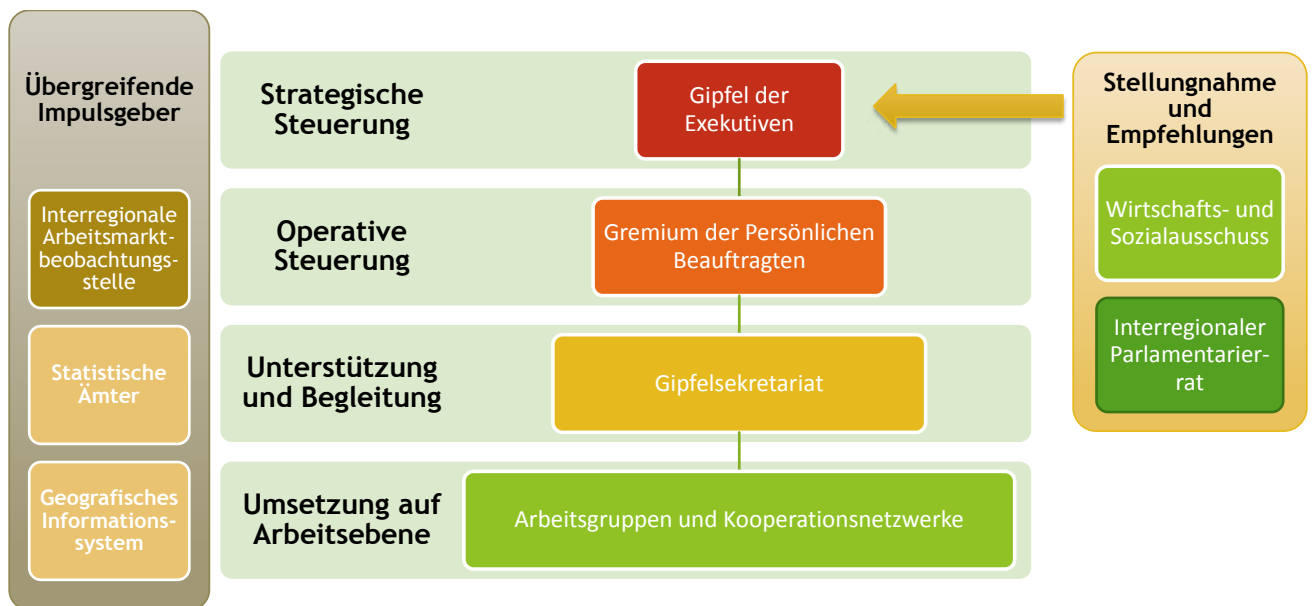 Übergreifende
Impulsgeber
Interregionale
Arbeitsmarkt-
beobachtungs-
stelle
Statistische
Ämter
Geografisches
Informations-
system
Strategische
Steuerung
Gipfel der
Exekutiven
Operative
Steuerung
Gremium der Persönlichen
Beauftragten
Unterstützung
und Begleitung
Gipfelsekretariat
Umsetzung auf
Arbeitsebene
Arbeitsgruppen und Kooperationsnetzwerke
Stellungnahme
und
Empfehlungen
Wirtschafts- und
Sozialausschuss
Interregionaler
Parlamentarier-
rat